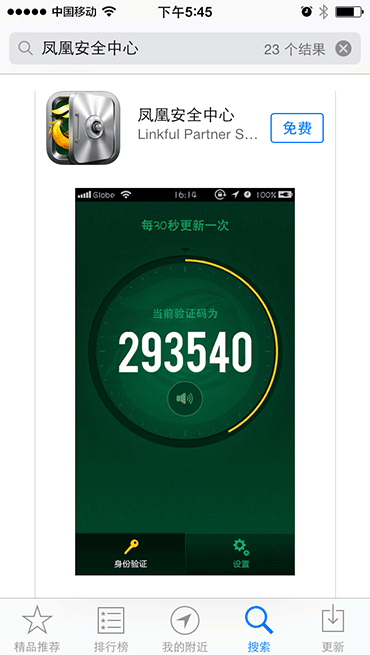 中国移动 下午5:45
凤凰安全中心 23 个结果
凤凰安全中心
Linkful Partner S...
免费
Globe 16:14 100%
每30秒更新一次
当前验证码为
293540
身份验证 设置
精品推荐 排行榜 我的附近 搜索 更新